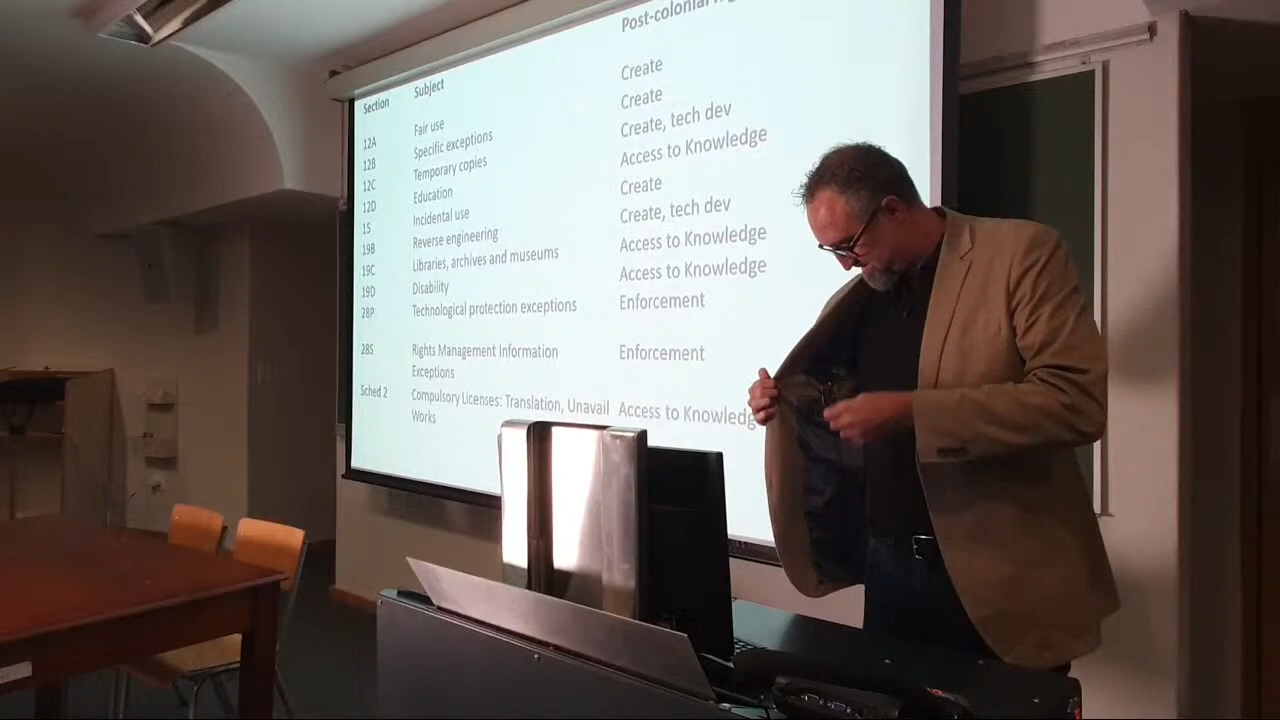 Section Subject Post-colonial
12A Fair use Create
12B Specific exceptions Create
12C Temporary copies Create, tech dev
12D Education Access to Knowledge
15 Incidental use Create
19B Reverse engineering Create, tech dev
19C Libraries, archives and museums Access to Knowledge
19D Disability Access to Knowledge
28P Technological protection exceptions Enforcement
28S Rights Management Information Enforcement
Exceptions
Sched 2 Compulsory Licenses: Translation, Unavail Access to Knowledg
Works